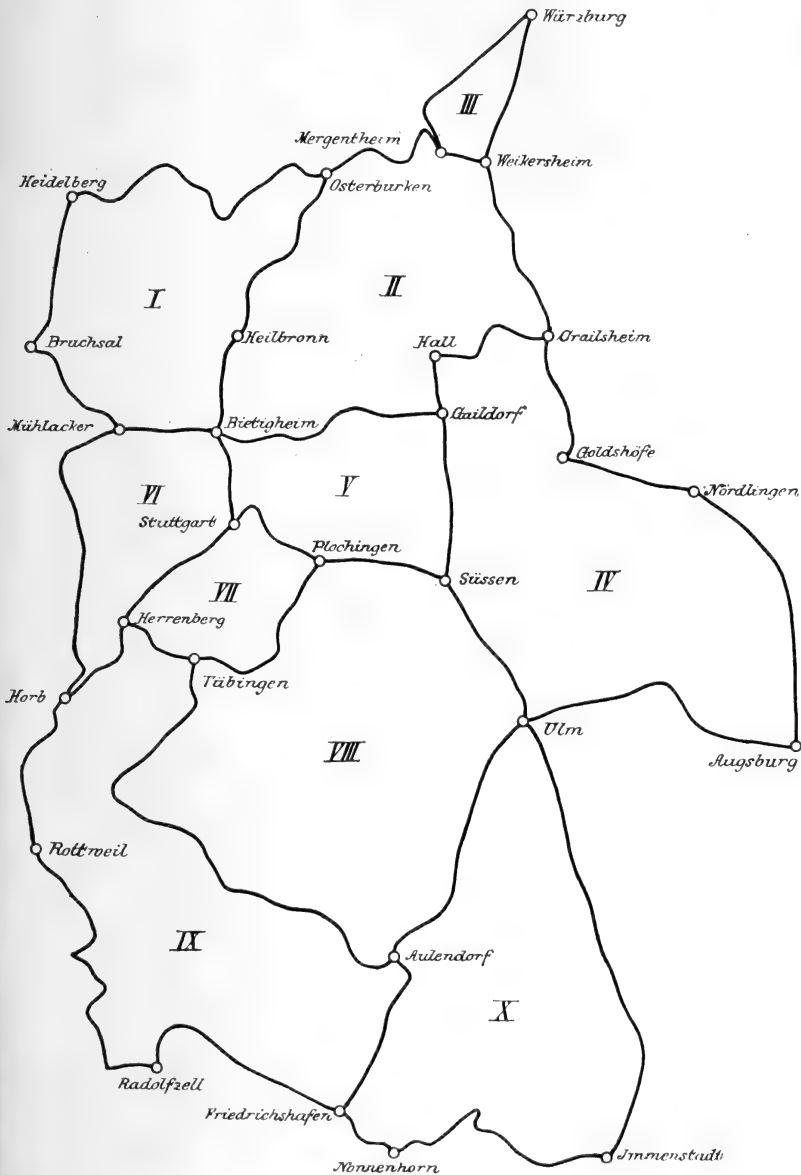 Würzburg
III
Mergentheim
Weikersheim
Heidelberg
Osterburken
I
II
Bruchsal
Heilbronn
Hall
Crailsheim
Mühlacker
Bietigheim
Gaildorf
Goldshöfe
VI
V
Nördlingen
Stuttgart
Plochingen
VII
Süssen
IV
Herrenberg
Tübingen
Horb
Ulm
VIII
Augsburg
Rottweil
IX
Aulendorf
X
Radolfzell
Friedrichshafen
Nonnenhorn
Immenstadt